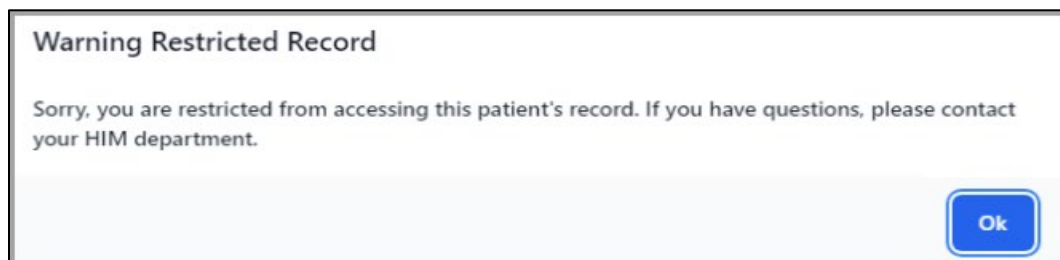 Warning Restricted Record
Sorry, you are restricted from accessing this patient's record. If you have questions, please contact
your HIM department.
Ok